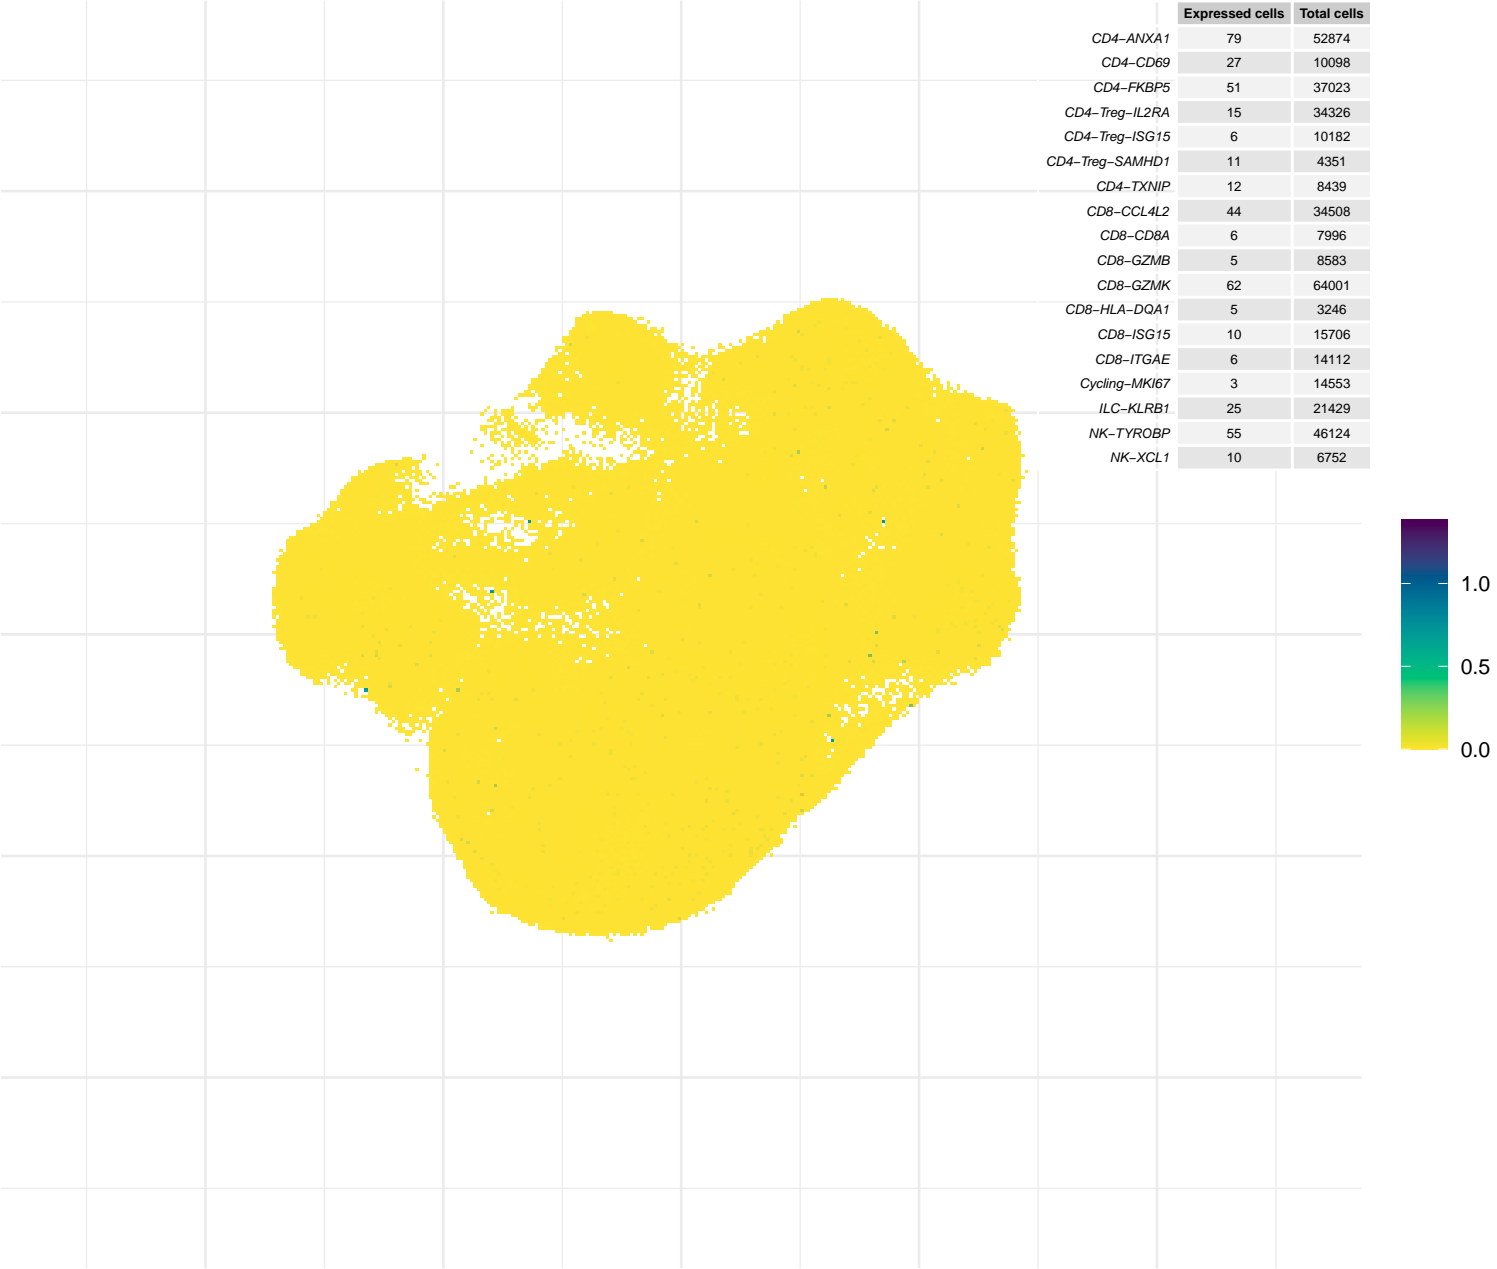 Expressed cells Total cells
CD4−ANXA1 79 52874
CD4−CD69 27 10098
CD4−FKBP5 51 37023
CD4−Treg−IL2RA 15 34326
CD4−Treg−ISG15 6 10182
CD4−Treg−SAMHD1 11 4351
CD4−TXNIP 12 8439
CD8−CCL4L2 44 34508
CD8−CD8A 6 7996
CD8−GZMB 5 8583
CD8−GZMK 62 64001
CD8−HLA−DQA1 5 3246
CD8−ISG15 10 15706
CD8−ITGAE 6 14112
Cycling−MKI67 3 14553
ILC−KLRB1 25 21429
NK−TYROBP 55 46124
NK−XCL1 10 6752
1.0
0.5
0.0